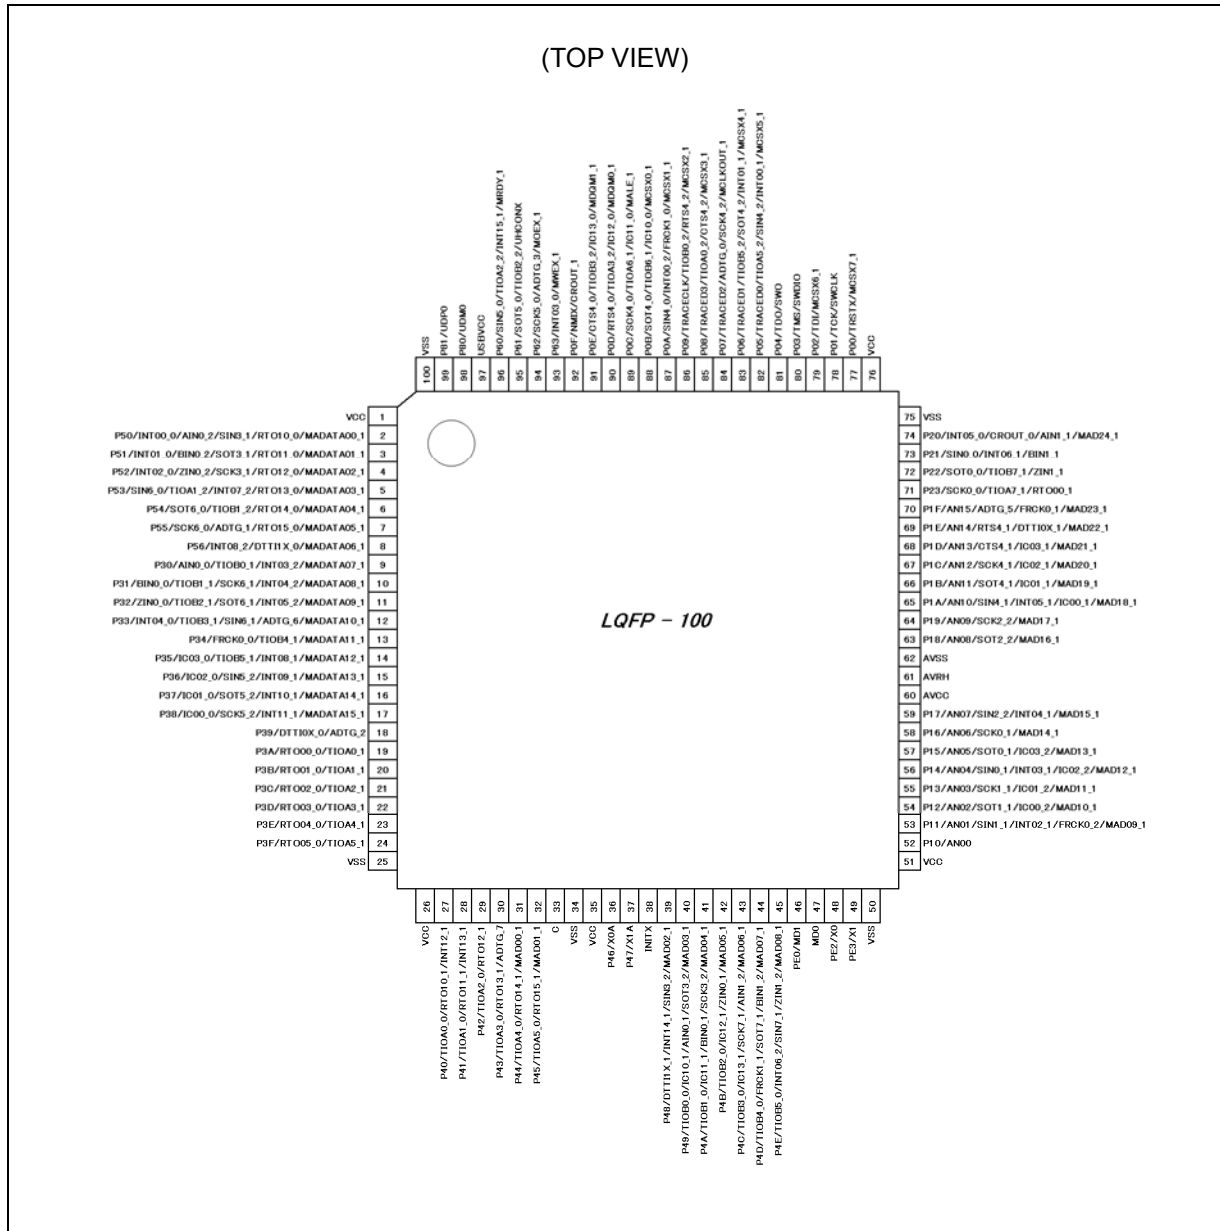 (TOP VIEW)
VSS 100
P81/UDP0 99
P80/UDM0 98
USBVCC 97
P60/SIN5_0/TIOA2_2/INT15_1/MRDY_1 96
P61/SOT5_0/TIOB2_2/UHCONX 95
P62/SCK5_0/ADTG_3/MOEX_1 94
P63/INT03_0/MWEX_1 93
P0F/NMIX/CROUT_1 92
P0E/CTS4_0/TIOB3_2/IC13_0/MDQM1_1 91
P0D/RTS4_0/TIOA3_2/IC12_0/MDQM0_1 90
P0C/SCK4_0/TIOA6_1/IC11_0/MALE_1 89
P0B/SOT4_0/TIOB6_1/IC10_0/MCSX0_1 88
P0A/SIN4_0/INT00_2/FRCK1_0/MCSX1_1 87
P09/TRACECLK/TIOB0_2/RTS4_2/MCSX2_1 86
P08/TRACED3/TIOA0_2/CTS4_2/MCSX3_1 85
P07/TRACED2/ADTG_0/SCK4_2/MCLKOUT_1 84
P06/TRACED1/TIOB5_2/SOT4_2/INT01_1/MCSX4_1 83
P05/TRACED0/TIOA5_2/SIN4_2/INT00_1/MCSX5_1 82
P04/TDO/SWO 81
P03/TMS/SWDIO 80
P02/TDI/MCSX6_1 79
P01/TCK/SWCLK 78
P00/TRSTX/MCSX7_1 77
VCC 76
VCC 1
P50/INT00_0/AIN0_2/SIN3_1/RTO10_0/MADATA00_1 2
P51/INT01_0/BIN0_2/SOT3_1/RTO11_0/MADATA01_1 3
P52/INT02_0/ZIN0_2/SCK3_1/RTO12_0/MADATA02_1 4
P53/SIN6_0/TIOA1_2/INT07_2/RTO13_0/MADATA03_1 5
P54/SOT6_0/TIOB1_2/RTO14_0/MADATA04_1 6
P55/SCK6_0/ADTG_1/RTO15_0/MADATA05_1 7
P56/INT08_2/DTTI1X_0/MADATA06_1 8
P30/AIN0_0/TIOB0_1/INT03_2/MADATA07_1 9
P31/BIN0_0/TIOB1_1/SCK6_1/INT04_2/MADATA08_1 10
P32/ZIN0_0/TIOB2_1/SOT6_1/INT05_2/MADATA09_1 11
P33/INT04_0/TIOB3_1/SIN6_1/ADTG_6/MADATA10_1 12
P34/FRCK0_0/TIOB4_1/MADATA11_1 13
P35/IC03_0/TIOB5_1/INT08_1/MADATA12_1 14
P36/IC02_0/SIN5_2/INT09_1/MADATA13_1 15
P37/IC01_0/SOT5_2/INT10_1/MADATA14_1 16
P38/IC00_0/SCK5_2/INT11_1/MADATA15_1 17
P39/DTTI0X_0/ADTG_2 18
P3A/RTO00_0/TIOA0_1 19
P3B/RTO01_0/TIOA1_1 20
P3C/RTO02_0/TIOA2_1 21
P3D/RTO03_0/TIOA3_1 22
P3E/RTO04_0/TIOA4_1 23
P3F/RTO05_0/TIOA5_1 24
VSS 25
LQFP - 100
75 VSS
74 P20/INT05_0/CROUT_0/AIN1_1/MAD24_1
73 P21/SIN0_0/INT06_1/BIN1_1
72 P22/SOT0_0/TIOB7_1/ZIN1_1
71 P23/SCK0_0/TIOA7_1/RTO00_1
70 P1F/AN15/ADTG_5/FRCK0_1/MAD23_1
69 P1E/AN14/RTS4_1/DTTI0X_1/MAD22_1
68 P1D/AN13/CTS4_1/IC03_1/MAD21_1
67 P1C/AN12/SCK4_1/IC02_1/MAD20_1
66 P1B/AN11/SOT4_1/IC01_1/MAD19_1
65 P1A/AN10/SIN4_1/INT05_1/IC00_1/MAD18_1
64 P19/AN09/SCK2_2/MAD17_1
63 P18/AN08/SOT2_2/MAD16_1
62 AVSS
61 AVRH
60 AVCC
59 P17/AN07/SIN2_2/INT04_1/MAD15_1
58 P16/AN06/SCK0_1/MAD14_1
57 P15/AN05/SOT0_1/IC03_2/MAD13_1
56 P14/AN04/SIN0_1/INT03_1/IC02_2/MAD12_1
55 P13/AN03/SCK1_1/IC01_2/MAD11_1
54 P12/AN02/SOT1_1/IC00_2/MAD10_1
53 P11/AN01/SIN1_1/INT02_1/FRCK0_2/MAD09_1
52 P10/AN00
51 VCC
26 VCC
27 P40/TIOA0_0/RTO10_1/INT12_1
28 P41/TIOA1_0/RTO11_1/INT13_1
29 P42/TIOA2_0/RTO12_1
30 P43/TIOA3_0/RTO13_1/ADTG_7
31 P44/TIOA4_0/RTO14_1/MAD00_1
32 P45/TIOA5_0/RTO15_1/MAD01_1
33 C
34 VSS
35 VCC
36 P46/X0A
37 P47/X1A
38 INITX
39 P48/DTTI1X_1/INT14_1/SIN3_2/MAD02_1
40 P49/TIOB0_0/IC10_1/AIN0_1/SOT3_2/MAD03_1
41 P4A/TIOB1_0/IC11_1/BIN0_1/SCK3_2/MAD04_1
42 P4B/TIOB2_0/IC12_1/ZIN0_1/MAD05_1
43 P4C/TIOB3_0/IC13_1/SCK7_1/AIN1_2/MAD06_1
44 P4D/TIOB4_0/FRCK1_1/SOT7_1/BIN1_2/MAD07_1
45 P4E/TIOB5_0/INT06_2/SIN7_1/ZIN1_2/MAD08_1
46 PE0/MD1
47 MD0
48 PE2/X0
49 PE3/X1
50 VSS